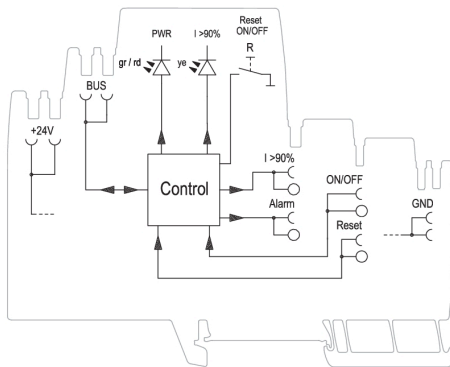 PWR
I >90%
Reset
ON/OFF
R
gr / rd
ye
BUS
+24V
Control
I >90%
ON/OFF
Alarm
GND
Reset